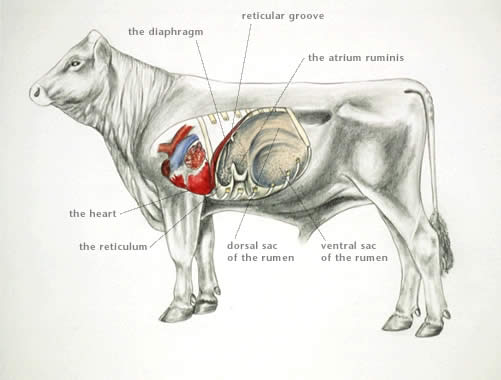 reticular groove
the diaphragm
the atrium ruminis
the heart
the reticulum
dorsal sac
of the rumen
ventral sac
of the rumen